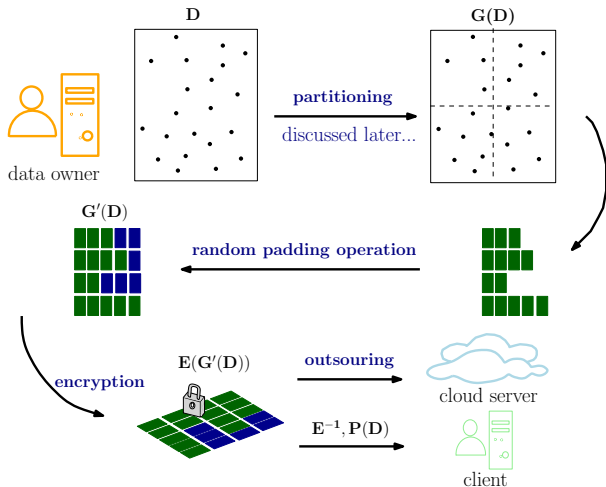 D
G(D)
partitioning
discussed later...
data owner
G′(D)
random padding operation
E(G′(D))
outsouring
encryption
cloud server
E⁻¹, P(D)
client